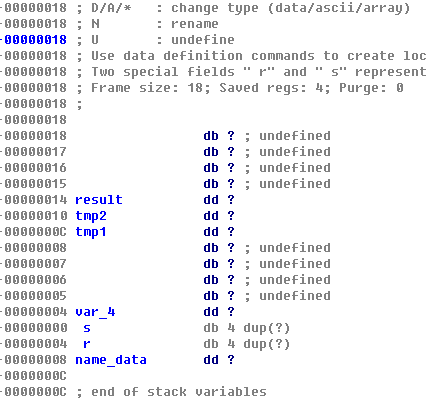 -00000018 ; D/A/*   : change type (data/ascii/array)
-00000018 ; N       : rename
-00000018 ; U       : undefine
-00000018 ; Use data definition commands to create loc
-00000018 ; Two special fields " r" and " s" represent
-00000018 ; Frame size: 18; Saved regs: 4; Purge: 0
-00000018 ;
-00000018
-00000018                 db ? ; undefined
-00000017                 db ? ; undefined
-00000016                 db ? ; undefined
-00000015                 db ? ; undefined
-00000014 result          dd ?
-00000010 tmp2            dd ?
-0000000C tmp1            dd ?
-00000008                 db ? ; undefined
-00000007                 db ? ; undefined
-00000006                 db ? ; undefined
-00000005                 db ? ; undefined
-00000004 var_4           dd ?
+00000000  s              db 4 dup(?)
+00000004  r              db 4 dup(?)
+00000008 name_data       dd ?
+0000000C
+0000000C ; end of stack variables